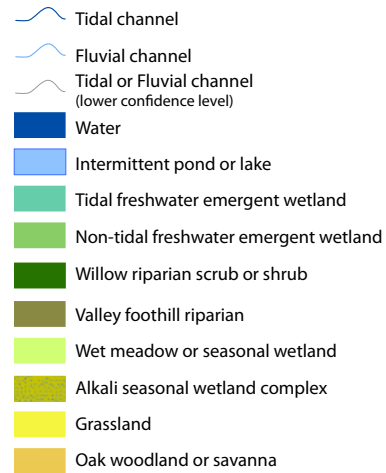 Tidal channel
Fluvial channel
Tidal or Fluvial channel
(lower confidence level)
Water
Intermittent pond or lake
Tidal freshwater emergent wetland
Non-tidal freshwater emergent wetland
Willow riparian scrub or shrub
Valley foothill riparian
Wet meadow or seasonal wetland
Alkali seasonal wetland complex
Grassland
Oak woodland or savanna